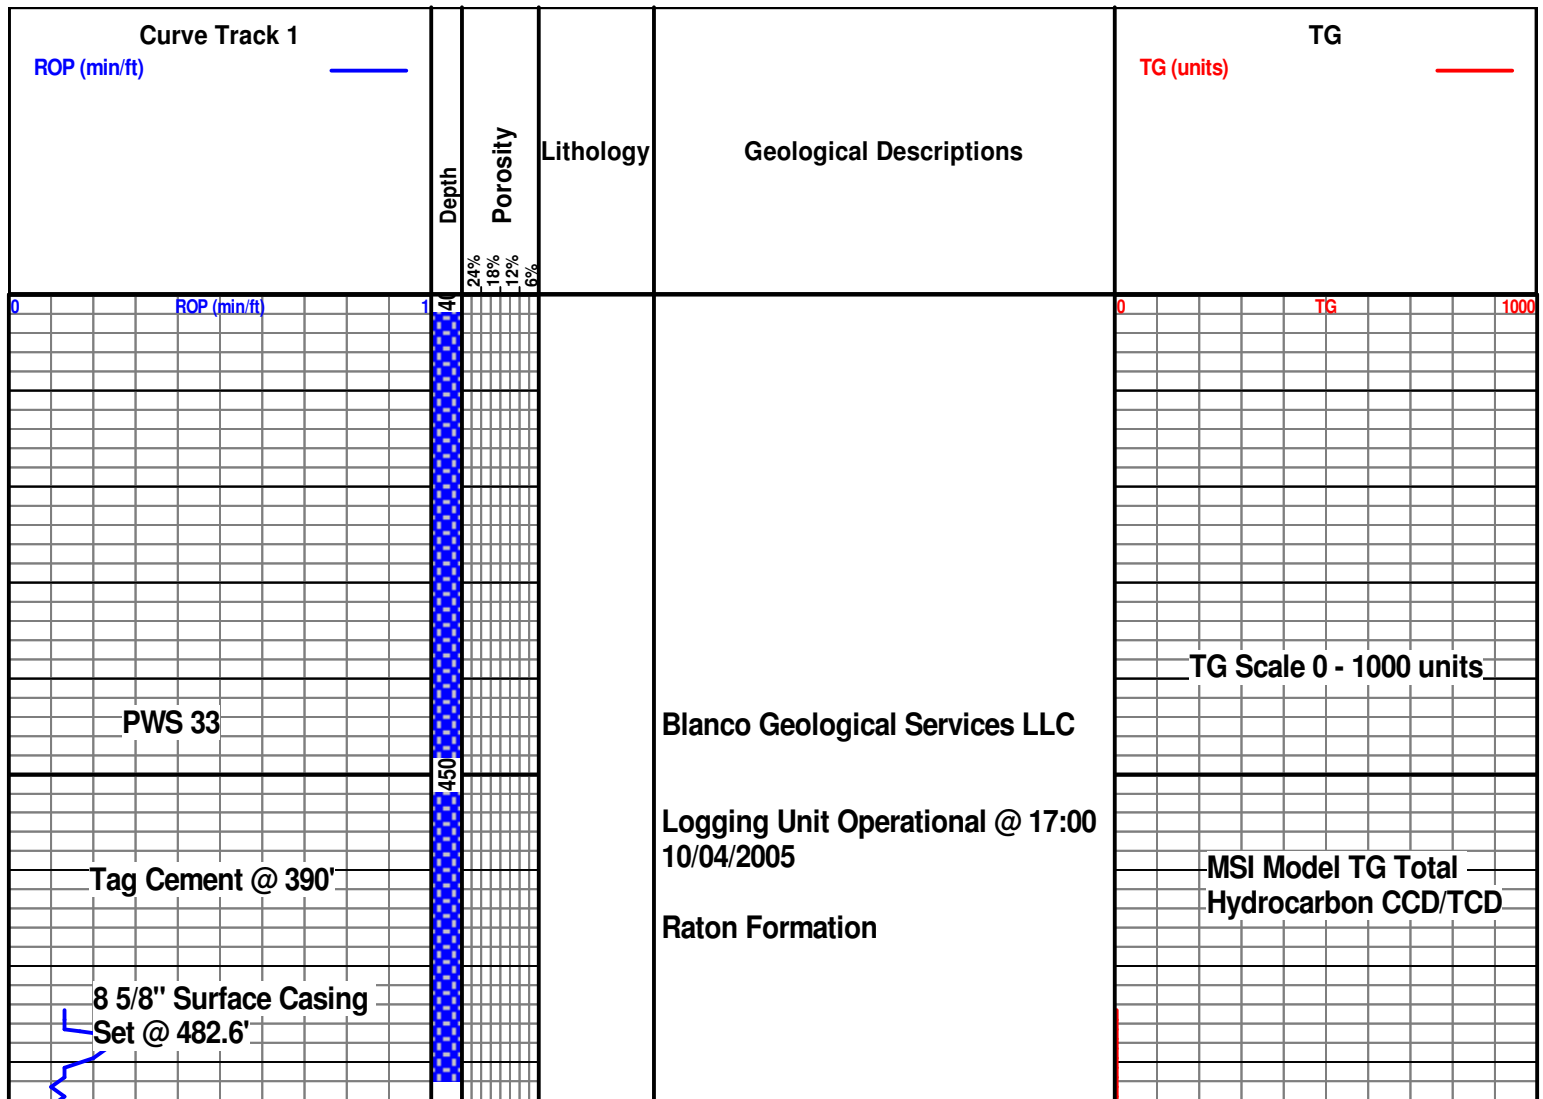 Curve Track 1
ROP (min/ft)
Depth
Porosity
24%
18%
12%
6%
Lithology
Geological Descriptions
TG
TG (units)
0 ROP (min/ft) 1
0 TG 1000
TG Scale 0 - 1000 units
PWS 33
Blanco Geological Services LLC
450
Logging Unit Operational @ 17:00
10/04/2005
Tag Cement @ 390'
MSI Model TG Total
Hydrocarbon CCD/TCD
Raton Formation
8 5/8" Surface Casing
Set @ 482.6'